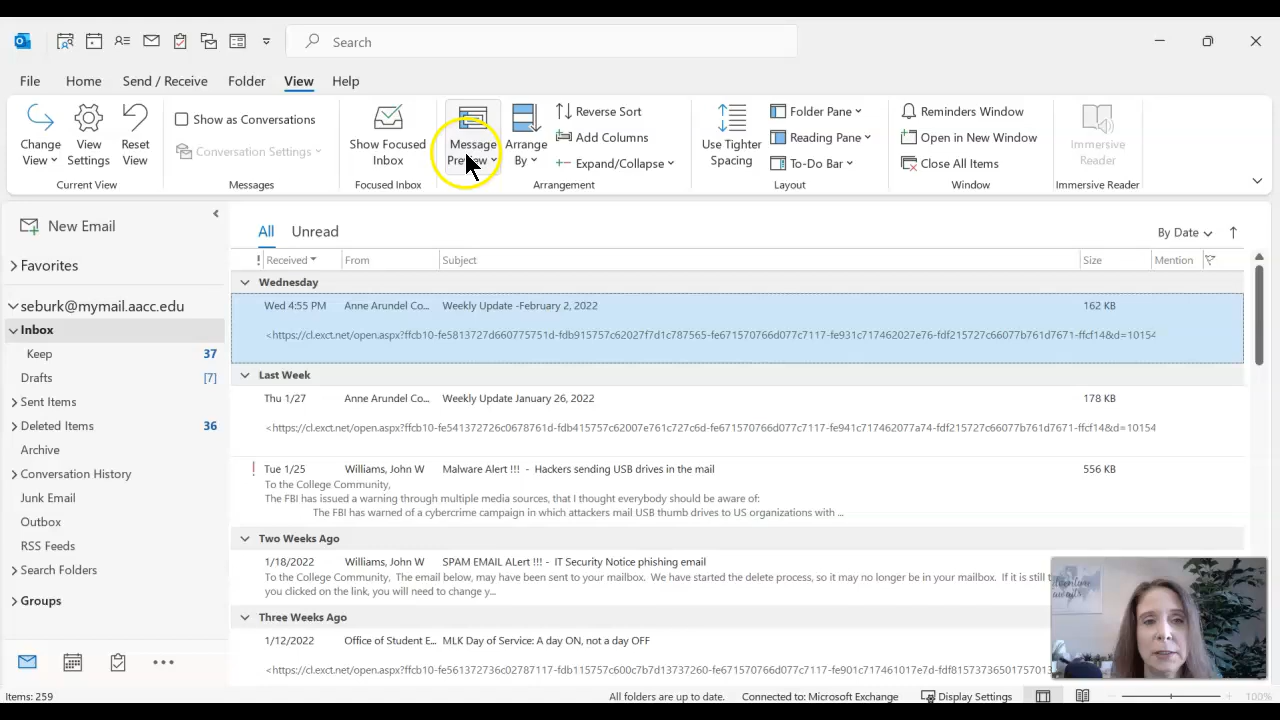 Search
File Home Send / Receive Folder View Help
Change View
View Settings
Reset View
Current View
Show as Conversations
Conversation Settings
Messages
Show Focused Inbox
Focused Inbox
Message Preview
Arrange By
Reverse Sort
Add Columns
Expand/Collapse
Arrangement
Use Tighter Spacing
Folder Pane
Reading Pane
To-Do Bar
Layout
Reminders Window
Open in New Window
Close All Items
Window
Immersive Reader
Immersive Reader
New Email
Favorites
seburk@mymail.aacc.edu
Inbox
Keep 37
Drafts [7]
Sent Items
Deleted Items 36
Archive
Conversation History
Junk Email
Outbox
RSS Feeds
Search Folders
Groups
All Unread By Date
! Received From Subject Size Mention
Wednesday
Wed 4:55 PM Anne Arundel Co... Weekly Update -February 2, 2022 162 KB
<https://cl.exct.net/open.aspx?ffcb10-fe5813727d660775751d-fdb915757c62027f7d1c787565-fe671570766d077c7117-fe931c717462027e76-fdf215727c66077b761d7671-ffcf14&d=10154
Last Week
Thu 1/27 Anne Arundel Co... Weekly Update January 26, 2022 178 KB
<https://cl.exct.net/open.aspx?ffcb10-fe541372726c0678761d-fdb415757c62007e761c727c6d-fe671570766d077c7117-fe941c717462077a74-fdf215727c66077b761d7671-ffcf14&d=10154
! Tue 1/25 Williams, John W Malware Alert !!! - Hackers sending USB drives in the mail 556 KB
To the College Community,
The FBI has issued a warning through multiple media sources, that I thought everybody should be aware of:
The FBI has warned of a cybercrime campaign in which attackers mail USB thumb drives to US organizations with ...
Two Weeks Ago
1/18/2022 Williams, John W SPAM EMAIL ALert !!! - IT Security Notice phishing email
To the College Community, The email below, may have been sent to your mailbox. We have started the delete process, so it may no longer be in your mailbox. If it is still
you clicked on the link, you will need to change y...
Three Weeks Ago
1/12/2022 Office of Student E... MLK Day of Service: A day ON, not a day OFF
<https://cl.exct.net/open.aspx?ffcb10-fe561372736c02787117-fdb115757c600c7b7d13737260-fe671570766d077c7117-fe901c717461017e7d-fdf8157373650175701
Items: 259 All folders are up to date. Connected to: Microsoft Exchange Display Settings 100%